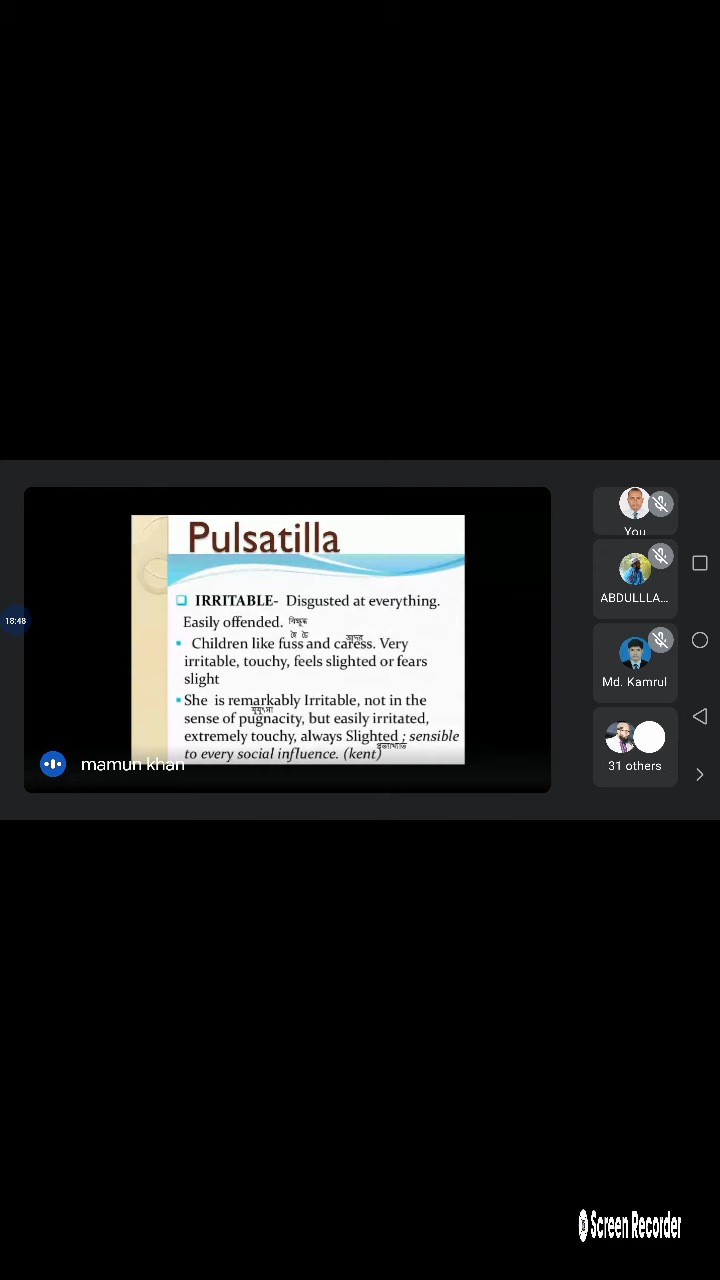 Pulsatilla
IRRITABLE- Disgusted at everything.
Easily offended. বিক্ষুব্ধ
হৈ চৈ আদর
Children like fuss and caress. Very
irritable, touchy, feels slighted or fears
slight
She is remarkably Irritable, not in the
যুযুৎসা
sense of pugnacity, but easily irritated,
extremely touchy, always Slighted ; sensible
to every social influence. (kent)
mamun khan
18:48
You
ABDULLLA...
Md. Kamrul
31 others
Screen Recorder